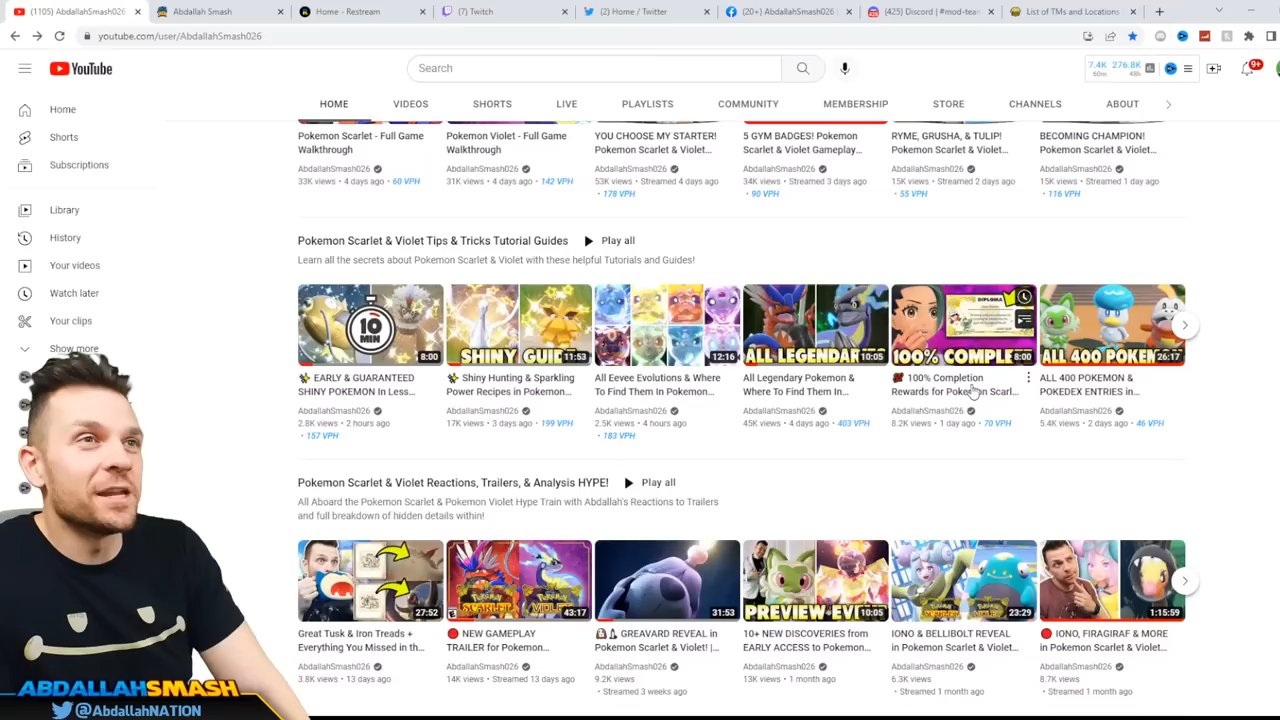 (1105) AbdallahSmash026
Abdallah Smash
Home - Restream
(7) Twitch
(2) Home / Twitter
(20+) AbdallahSmash026
(425) Discord | #mod-tea
List of TMs and Locations
youtube.com/user/AbdallahSmash026
YouTube
Search
7.4K 276.8K
60m 48h
9+
HOME VIDEOS SHORTS LIVE PLAYLISTS COMMUNITY MEMBERSHIP STORE CHANNELS ABOUT
Home
Shorts
Subscriptions
Library
History
Your videos
Watch later
Your clips
Show more
Pokemon Scarlet - Full Game
Walkthrough
AbdallahSmash026
33K views • 4 days ago • 60 VPH
Pokemon Violet - Full Game
Walkthrough
AbdallahSmash026
31K views • 4 days ago • 142 VPH
YOU CHOOSE MY STARTER!
Pokemon Scarlet & Violet...
AbdallahSmash026
53K views • Streamed 4 days ago
• 178 VPH
5 GYM BADGES! Pokemon
Scarlet & Violet Gameplay...
AbdallahSmash026
34K views • Streamed 3 days ago
• 90 VPH
RYME, GRUSHA, & TULIP!
Pokemon Scarlet & Violet...
AbdallahSmash026
15K views • Streamed 2 days ago
• 55 VPH
BECOMING CHAMPION!
Pokemon Scarlet & Violet...
AbdallahSmash026
15K views • Streamed 1 day ago
• 116 VPH
Pokemon Scarlet & Violet Tips & Tricks Tutorial Guides
Play all
Learn all the secrets about Pokemon Scarlet & Violet with these helpful Tutorials and Guides!
10
MIN
8:00
EARLY & GUARANTEED
SHINY POKEMON In Less...
AbdallahSmash026
2.8K views • 2 hours ago
• 157 VPH
SHINY GUID
11:53
Shiny Hunting & Sparkling
Power Recipes in Pokemon...
AbdallahSmash026
17K views • 3 days ago • 199 VPH
12:16
All Eevee Evolutions & Where
To Find Them In Pokemon...
AbdallahSmash026
2.5K views • 4 hours ago
• 183 VPH
ALL LEGENDAR
10:05
All Legendary Pokemon &
Where To Find Them In...
AbdallahSmash026
45K views • 4 days ago • 403 VPH
DIPLOMA
100% COMPLE
8:00
100% Completion
Rewards for Pokemon Scarl...
AbdallahSmash026
8.2K views • 1 day ago • 70 VPH
ALL 400 POKEM
26:17
ALL 400 POKEMON &
POKEDEX ENTRIES in...
AbdallahSmash026
5.4K views • 2 days ago • 46 VPH
Pokemon Scarlet & Violet Reactions, Trailers, & Analysis HYPE!
Play all
All Aboard the Pokemon Scarlet & Pokemon Violet Hype Train with Abdallah's Reactions to Trailers
and full breakdown of hidden details within!
27:52
Great Tusk & Iron Treads +
Everything You Missed in th...
AbdallahSmash026
3.8K views • 13 days ago
43:17
NEW GAMEPLAY
TRAILER for Pokemon...
AbdallahSmash026
14K views • Streamed 13 days ago
31:53
GREAVARD REVEAL in
Pokemon Scarlet & Violet! |...
AbdallahSmash026
9.2K views
• Streamed 3 weeks ago
PREVIEW EVE
10:05
10+ NEW DISCOVERIES from
EARLY ACCESS to Pokemon...
AbdallahSmash026
13K views • 1 month ago
23:29
IONO & BELLIBOLT REVEAL
in Pokemon Scarlet & Violet...
AbdallahSmash026
6.3K views
• Streamed 1 month ago
1:15:59
IONO, FIRAGIRAF & MORE
in Pokemon Scarlet & Violet...
AbdallahSmash026
8.7K views
• Streamed 1 month ago
ABDALLAHSMASH
@AbdallahNATION